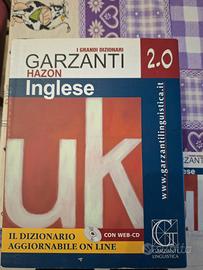 I GRANDI DIZIONARI
GARZANTI 2.0
HAZON
Inglese
www.garzantilinguistica.it
uk
IL DIZIONARIO
AGGIORNABILE ON LINE
CON WEB-CD
G
GARZANTI
LINGUISTICA